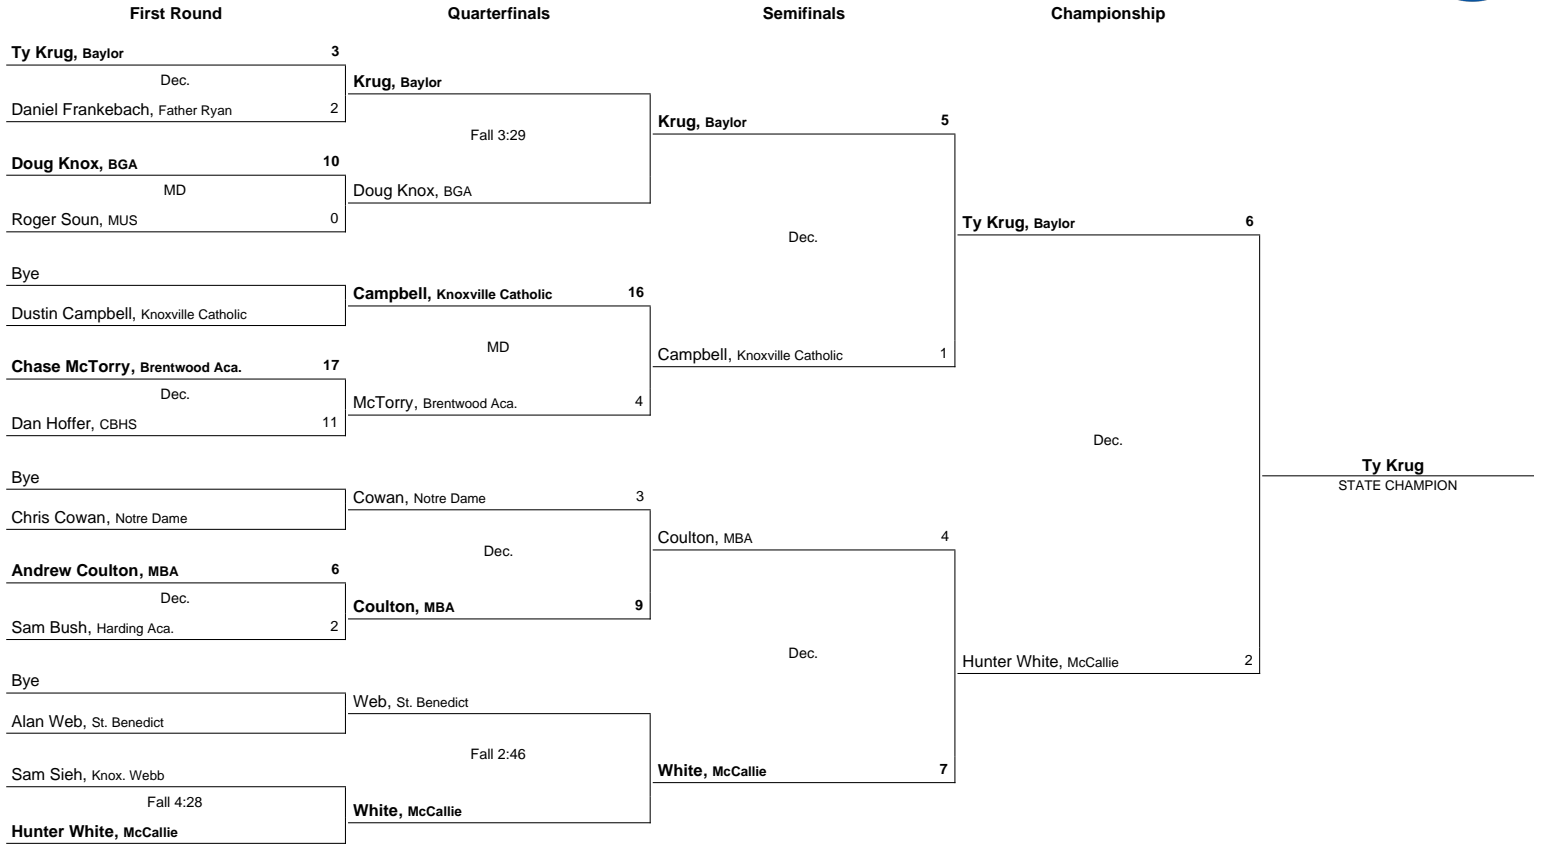 First Round
Quarterfinals
Semifinals
Championship
Ty Krug, Baylor 3
Dec.
Daniel Frankebach, Father Ryan 2
Doug Knox, BGA 10
MD
Roger Soun, MUS 0
Bye
Dustin Campbell, Knoxville Catholic
Chase McTorry, Brentwood Aca. 17
Dec.
Dan Hoffer, CBHS 11
Bye
Chris Cowan, Notre Dame
Andrew Coulton, MBA 6
Dec.
Sam Bush, Harding Aca. 2
Bye
Alan Web, St. Benedict
Sam Sieh, Knox. Webb
Fall 4:28
Hunter White, McCallie
Krug, Baylor
Fall 3:29
Doug Knox, BGA
Campbell, Knoxville Catholic 16
MD
McTorry, Brentwood Aca. 4
Cowan, Notre Dame 3
Dec.
Coulton, MBA 9
Web, St. Benedict
Fall 2:46
White, McCallie
Krug, Baylor 5
Dec.
Campbell, Knoxville Catholic 1
Coulton, MBA 4
Dec.
White, McCallie 7
Ty Krug, Baylor 6
Dec.
Hunter White, McCallie 2
Ty Krug
STATE CHAMPION